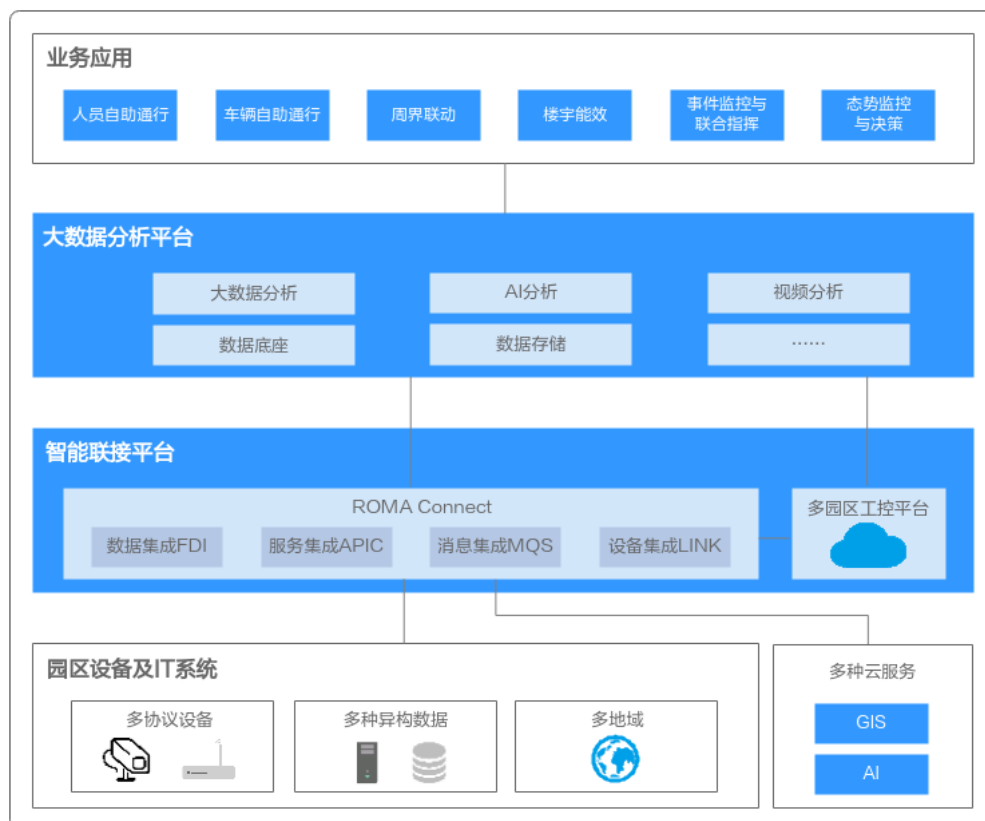 业务应用
人员自助通行
车辆自助通行
周界联动
楼宇能效
事件监控与
联合指挥
态势监控
与决策
大数据分析平台
大数据分析
AI分析
视频分析
数据底座
数据存储
······
智能联接平台
ROMA Connect
数据集成FDI
服务集成APIC
消息集成MQS
设备集成LINK
多园区工控平台
园区设备及IT系统
多协议设备
多种异构数据
多地域
多种云服务
GIS
AI